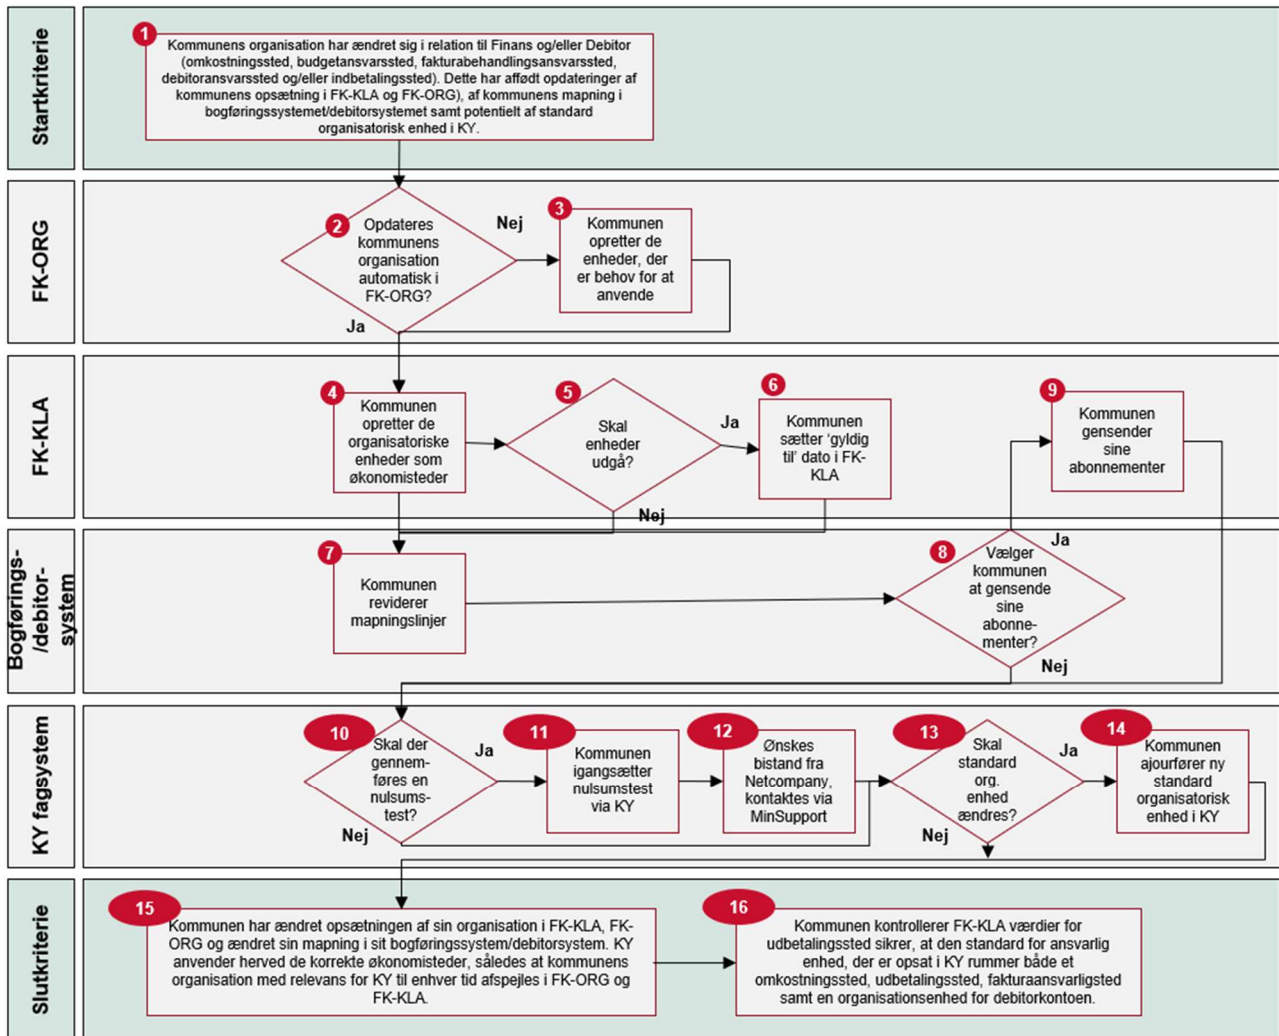 Startkriterie
1
Kommunens organisation har ændret sig i relation til Finans og/eller Debitor
(omkostningssted, budgetansvarssted, fakturabehandlingsansvarssted,
debitoransvarssted og/eller indbetalingssted). Dette har affødt opdateringer af
kommunens opsætning i FK-KLA og FK-ORG), af kommunens mapning i
bogføringssystemet/debitorsystemet samt potentielt af standard
organisatorisk enhed i KY.
FK-ORG
2
Opdateres
kommunens
organisation
automatisk i
FK-ORG?
Nej
Ja
3
Kommunen
opretter de
enheder, der
er behov for at
anvende
FK-KLA
4
Kommunen
opretter de
organisatoriske
enheder som
økonomisteder
5
Skal
enheder
udgå?
Ja
Nej
6
Kommunen
sætter ‘gyldig
til’ dato i FK-
KLA
9
Kommunen
gensender
sine
abonnementer
Bogførings-
/debitor-
system
7
Kommunen
reviderer
mapningslinjer
8
Vælger
kommunen
at gensende
sine
abonne-
menter?
Ja
Nej
KY fagsystem
10
Skal der
gennem-
føres en
nulsums-
test?
Ja
Nej
11
Kommunen
igangsætter
nulsumstest
via KY
12
Ønskes
bistand fra
Netcompany,
kontaktes via
MinSupport
13
Skal
standard
org.
enhed
ændres?
Ja
Nej
14
Kommunen
ajourfører ny
standard
organisatorisk
enhed i KY
Slutkriterie
15
Kommunen har ændret opsætningen af sin organisation i FK-KLA, FK-
ORG og ændret sin mapning i sit bogføringssystem/debitorsystem. KY
anvender herved de korrekte økonomisteder, således at kommunens
organisation med relevans for KY til enhver tid afspejles i FK-ORG og
FK-KLA.
16
Kommunen kontrollerer FK-KLA værdier for
udbetalingssted sikrer, at den standard for ansvarlig
enhed, der er opsat i KY rummer både et
omkostningssted, udbetalingssted, fakturaansvarligsted
samt en organisationsenhed for debitorkontoen.